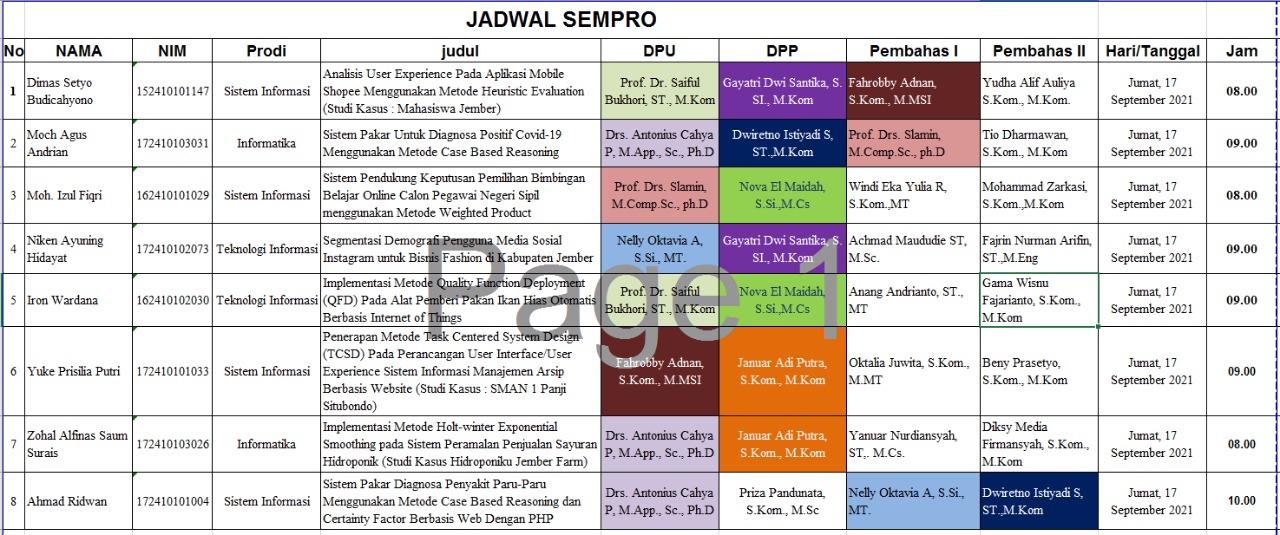 JADWAL SEMPRO
No NAMA NIM Prodi judul DPU DPP Pembahas I Pembahas II Hari/Tanggal Jam
1
Dimas Setyo
Budicahyono
152410101147
Sistem Informasi
Analisis User Experience Pada Aplikasi Mobile
Shopee Menggunakan Metode Heuristic Evaluation
(Studi Kasus : Mahasiswa Jember)
Prof. Dr. Saiful
Bukhori, ST., M.Kom
Gayatri Dwi Santika, S.
SI., M.Kom
Fahrobby Adnan,
S.Kom., M.MSI
Yudha Alif Auliya
S.Kom., M.Kom.
Jumat, 17
September 2021
08.00
2
Moch Agus
Andrian
172410103031
Informatika
Sistem Pakar Untuk Diagnosa Positif Covid-19
Menggunakan Metode Case Based Reasoning
Drs. Antonius Cahya
P, M.App., Sc., Ph.D
Dwiretno Istiyadi S,
ST.,M.Kom
Prof. Drs. Slamin,
M.Comp.Sc., ph.D
Tio Dharmawan,
S.Kom., M.Kom
Jumat, 17
September 2021
09.00
3
Moh. Izul Fiqri
162410101029
Sistem Informasi
Sistem Pendukung Keputusan Pemilihan Bimbingan
Belajar Online Calon Pegawai Negeri Sipil
menggunakan Metode Weighted Product
Prof. Drs. Slamin,
M.Comp.Sc., ph.D
Nova El Maidah,
S.Si.,M.Cs
Windi Eka Yulia R,
S.Kom.,MT
Mohammad Zarkasi,
S.Kom.,M.Kom
Jumat, 17
September 2021
08.00
4
Niken Ayuning
Hidayat
172410102073
Teknologi Informasi
Segmentasi Demografi Pengguna Media Sosial
Instagram untuk Bisnis Fashion di Kabupaten Jember
Nelly Oktavia A,
S.Si., MT.
Gayatri Dwi Santika, S.
SI., M.Kom
Achmad Maududie ST,
M.Sc.
Fajrin Nurman Arifin,
ST.,M.Eng
Jumat, 17
September 2021
09.00
5
Iron Wardana
162410102030
Teknologi Informasi
Implementasi Metode Quality Function Deployment
(QFD) Pada Alat Pemberi Pakan Ikan Hias Otomatis
Berbasis Internet of Things
Prof. Dr. Saiful
Bukhori, ST., M.Kom
Nova El Maidah,
S.Si.,M.Cs
Anang Andrianto, ST.,
MT
Gama Wisnu
Fajarianto, S.Kom.,
M.Kom
Jumat, 17
September 2021
09.00
6
Yuke Prisilia Putri
172410101033
Sistem Informasi
Penerapan Metode Task Centered System Design
(TCSD) Pada Perancangan User Interface/User
Experience Sistem Informasi Manajemen Arsip
Berbasis Website (Studi Kasus : SMAN 1 Panji
Situbondo)
Fahrobby Adnan,
S.Kom., M.MSI
Januar Adi Putra,
S.Kom., M.Kom
Oktalia Juwita, S.Kom.,
M.MT
Beny Prasetyo,
S.Kom., M.Kom
Jumat, 17
September 2021
09.00
7
Zohal Alfinas Saum
Surais
172410103026
Informatika
Implementasi Metode Holt-winter Exponential
Smoothing pada Sistem Peramalan Penjualan Sayuran
Hidroponik (Studi Kasus Hidroponiku Jember Farm)
Drs. Antonius Cahya
P, M.App., Sc., Ph.D
Januar Adi Putra,
S.Kom., M.Kom
Yanuar Nurdiansyah,
ST,. M.Cs.
Diksy Media
Firmansyah, S.Kom.,
M.Kom
Jumat, 17
September 2021
08.00
8
Ahmad Ridwan
172410101004
Sistem Informasi
Sistem Pakar Diagnosa Penyakit Paru-Paru
Menggunakan Metode Case Based Reasoning dan
Certainty Factor Berbasis Web Dengan PHP
Drs. Antonius Cahya
P, M.App., Sc., Ph.D
Priza Pandunata,
S.Kom., M.Sc
Nelly Oktavia A, S.Si.,
MT.
Dwiretno Istiyadi S,
ST.,M.Kom
Jumat, 17
September 2021
10.00
Page 1